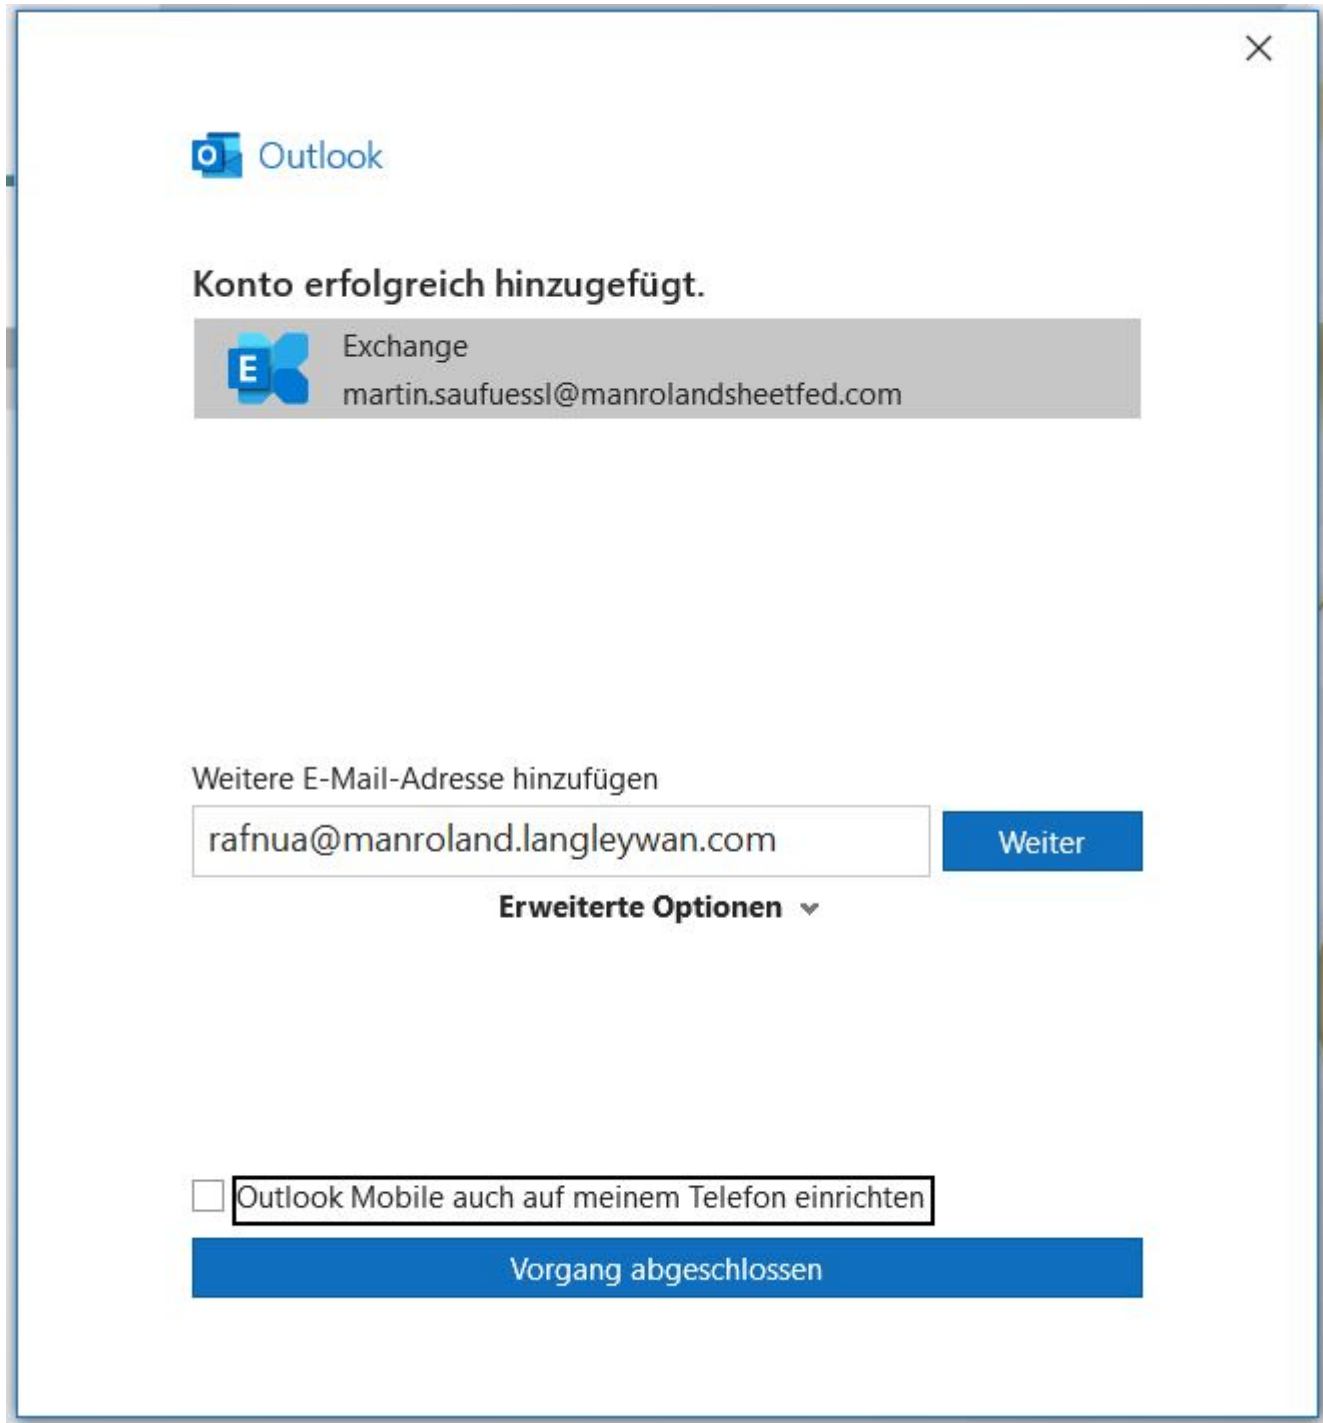 Outlook
Konto erfolgreich hinzugefügt.
Exchange
martin.saufuessl@manrolandsheetfed.com
Weitere E-Mail-Adresse hinzufügen
rafnua@manroland.langleywan.com
Weiter
Erweiterte Optionen
Outlook Mobile auch auf meinem Telefon einrichten
Vorgang abgeschlossen